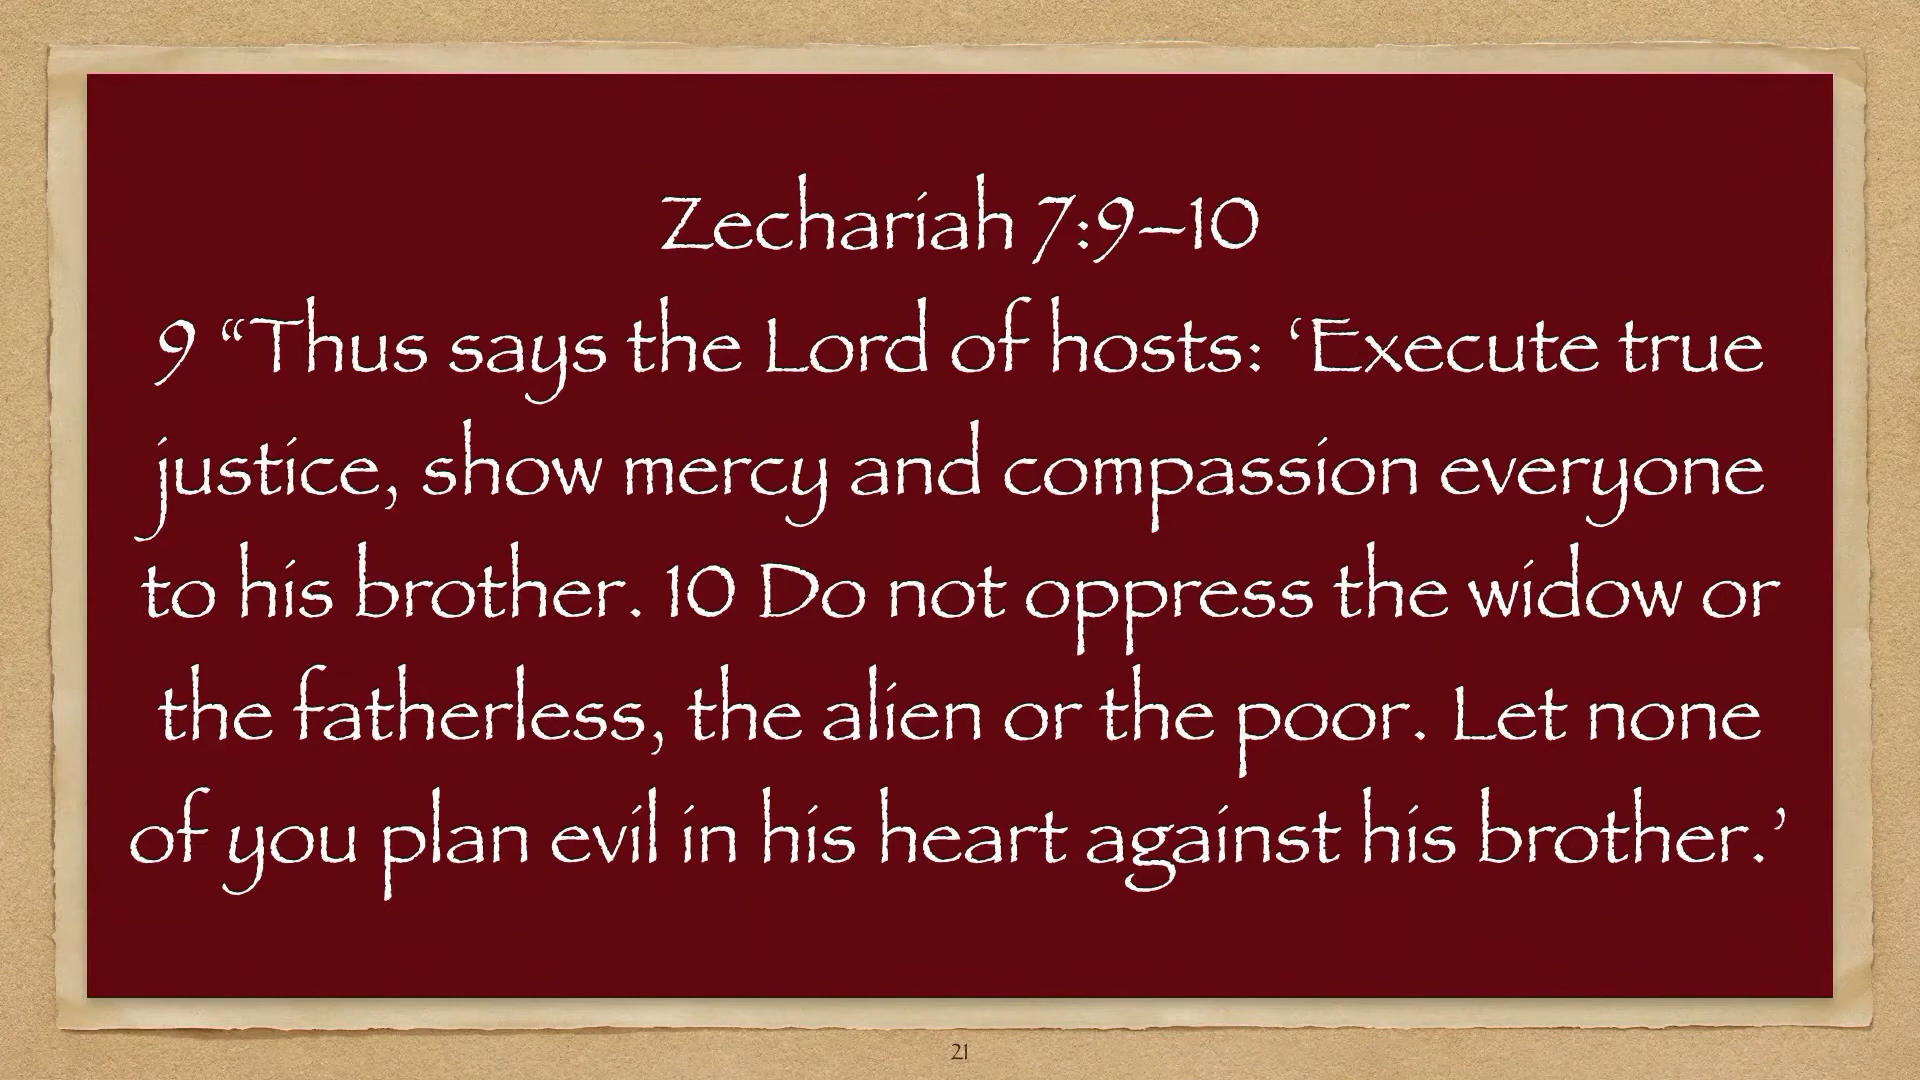 Zechariah 7:9–10
9 “Thus says the Lord of hosts: ‘Execute true
justice, show mercy and compassion everyone
to his brother. 10 Do not oppress the widow or
the fatherless, the alien or the poor. Let none
of you plan evil in his heart against his brother.’
21